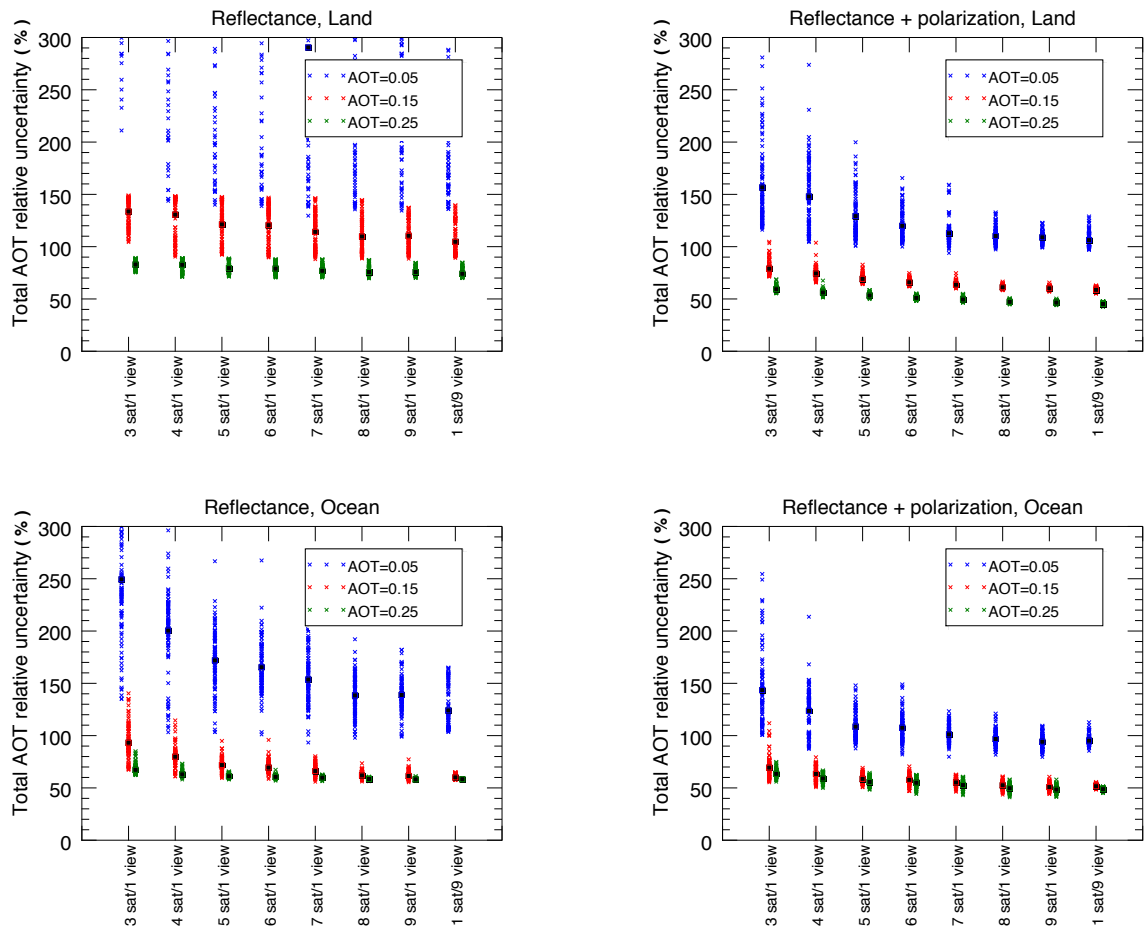 Reflectance, Land
Total AOT relative uncertainty (%)
300
250
200
150
100
50
0
AOT=0.05
AOT=0.15
AOT=0.25
3 sat/1 view
4 sat/1 view
5 sat/1 view
6 sat/1 view
7 sat/1 view
8 sat/1 view
9 sat/1 view
1 sat/9 view
Reflectance + polarization, Land
Total AOT relative uncertainty (%)
300
250
200
150
100
50
0
AOT=0.05
AOT=0.15
AOT=0.25
3 sat/1 view
4 sat/1 view
5 sat/1 view
6 sat/1 view
7 sat/1 view
8 sat/1 view
9 sat/1 view
1 sat/9 view
Reflectance, Ocean
Total AOT relative uncertainty (%)
300
250
200
150
100
50
0
AOT=0.05
AOT=0.15
AOT=0.25
3 sat/1 view
4 sat/1 view
5 sat/1 view
6 sat/1 view
7 sat/1 view
8 sat/1 view
9 sat/1 view
1 sat/9 view
Reflectance + polarization, Ocean
Total AOT relative uncertainty (%)
300
250
200
150
100
50
0
AOT=0.05
AOT=0.15
AOT=0.25
3 sat/1 view
4 sat/1 view
5 sat/1 view
6 sat/1 view
7 sat/1 view
8 sat/1 view
9 sat/1 view
1 sat/9 view